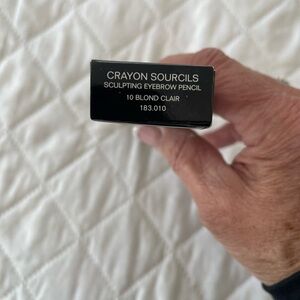 CRAYON SOURCILS
SCULPTING EYEBROW PENCIL
10 BLOND CLAIR
183.010